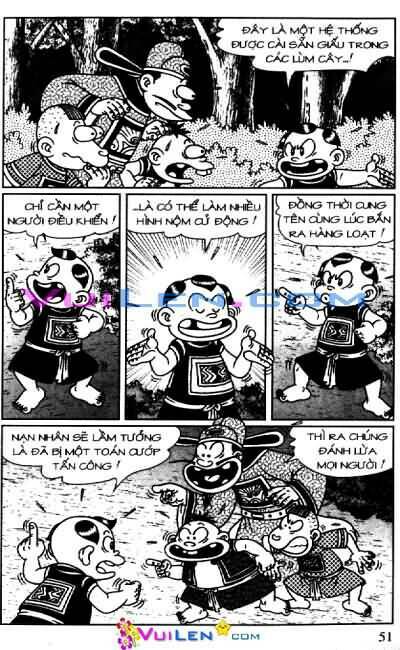 ĐÂY LÀ MỘT HỆ THỐNG
ĐƯỢC CÀI SẴN GIẤU TRONG
CÁC LÙM CÂY...!
CHỈ CẦN MỘT
NGƯỜI ĐIỀU KHIỂN!
...LÀ CÓ THỂ LÀM NHIỀU
HÌNH NỘM CỬ ĐỘNG!
ĐỒNG THỜI CUNG
TÊN CÙNG LÚC BẮN
RA HÀNG LOẠT!
VUILEN.COM
NẠN NHÂN SẼ LẦM TƯỞNG
LÀ ĐÃ BỊ MỘT TOÁN CƯỚP
TẤN CÔNG!
THÌ RA CHÚNG
ĐÁNH LỪA
MỌI NGƯỜI!
51
VUILEN.COM